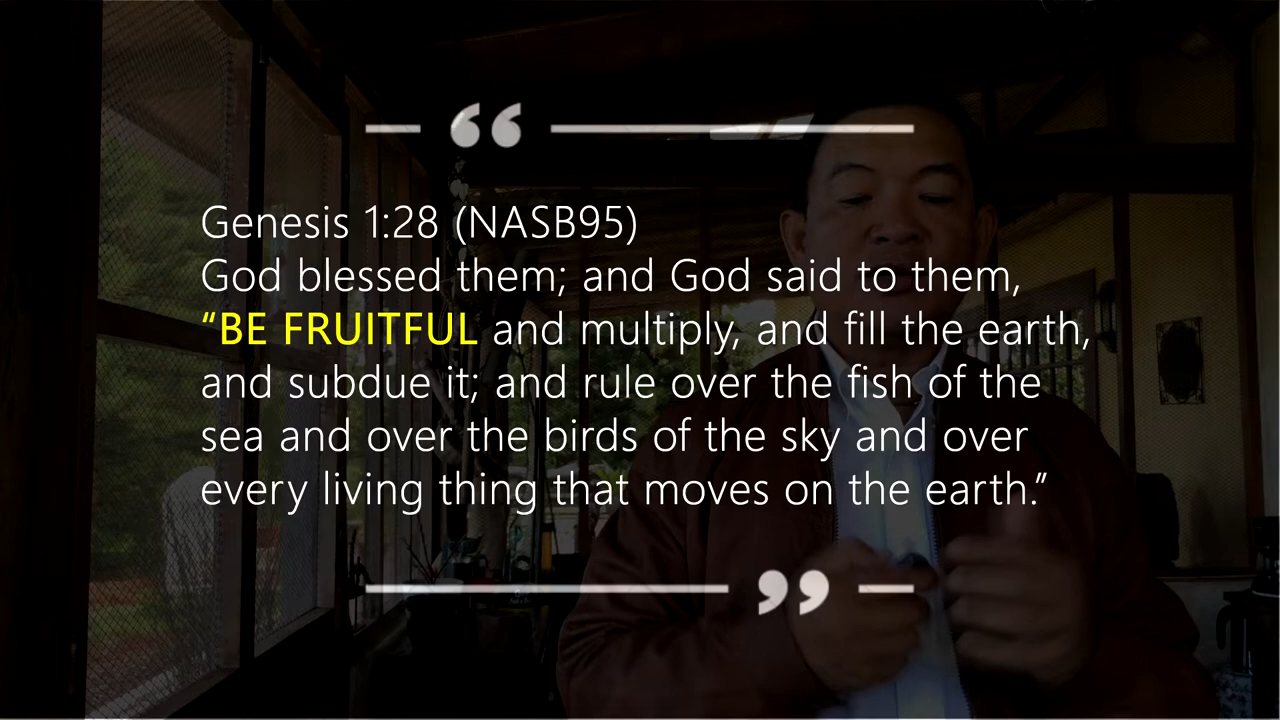 Genesis 1:28 (NASB95)
God blessed them; and God said to them,
“BE FRUITFUL and multiply, and fill the earth,
and subdue it; and rule over the fish of the
sea and over the birds of the sky and over
every living thing that moves on the earth.”